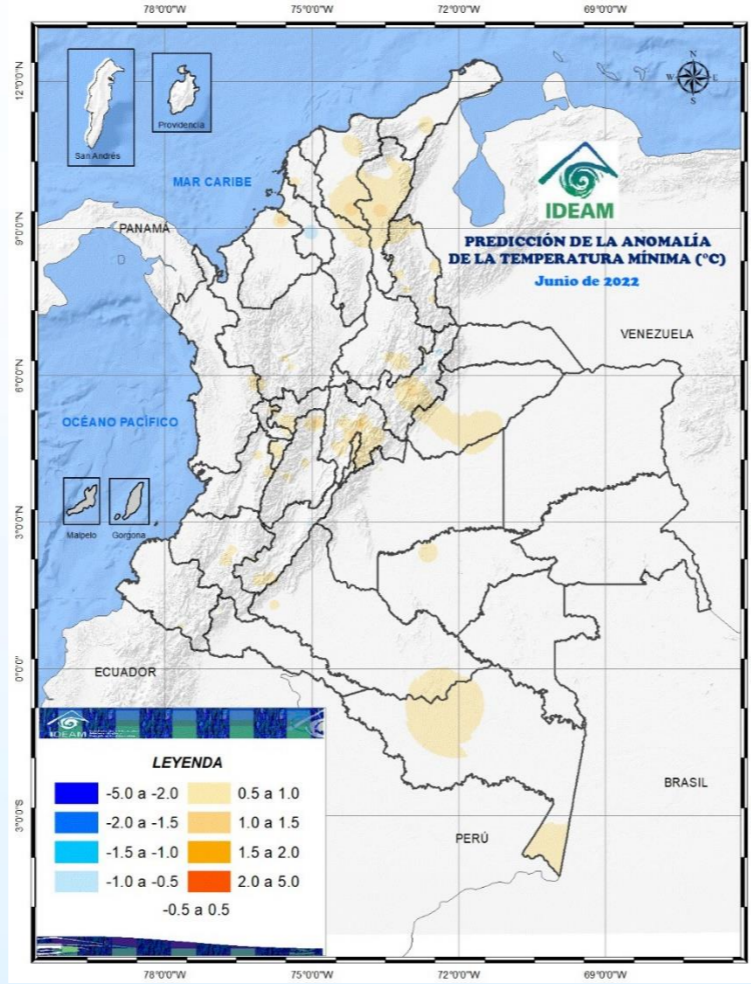 78°0'0"W 75°0'0"W 72°0'0"W 69°0'0"W
12°0'0"N
San Andrés
Providencia
N
W E
S
MAR CARIBE
IDEAM
9°0'0"N
PANAMÁ
PREDICCIÓN DE LA ANOMALÍA
DE LA TEMPERATURA MÍNIMA (°C)
Junio de 2022
VENEZUELA
6°0'0"N
OCÉANO PACÍFICO
3°0'0"N
Malpelo
Gorgona
0°0'0"
ECUADOR
IDEAM
LEYENDA
-5.0 a -2.0 0.5 a 1.0
-2.0 a -1.5 1.0 a 1.5
-1.5 a -1.0 1.5 a 2.0
-1.0 a -0.5 2.0 a 5.0
-0.5 a 0.5
3°0'0"S
PERÚ
BRASIL
78°0'0"W 75°0'0"W 72°0'0"W 69°0'0"W